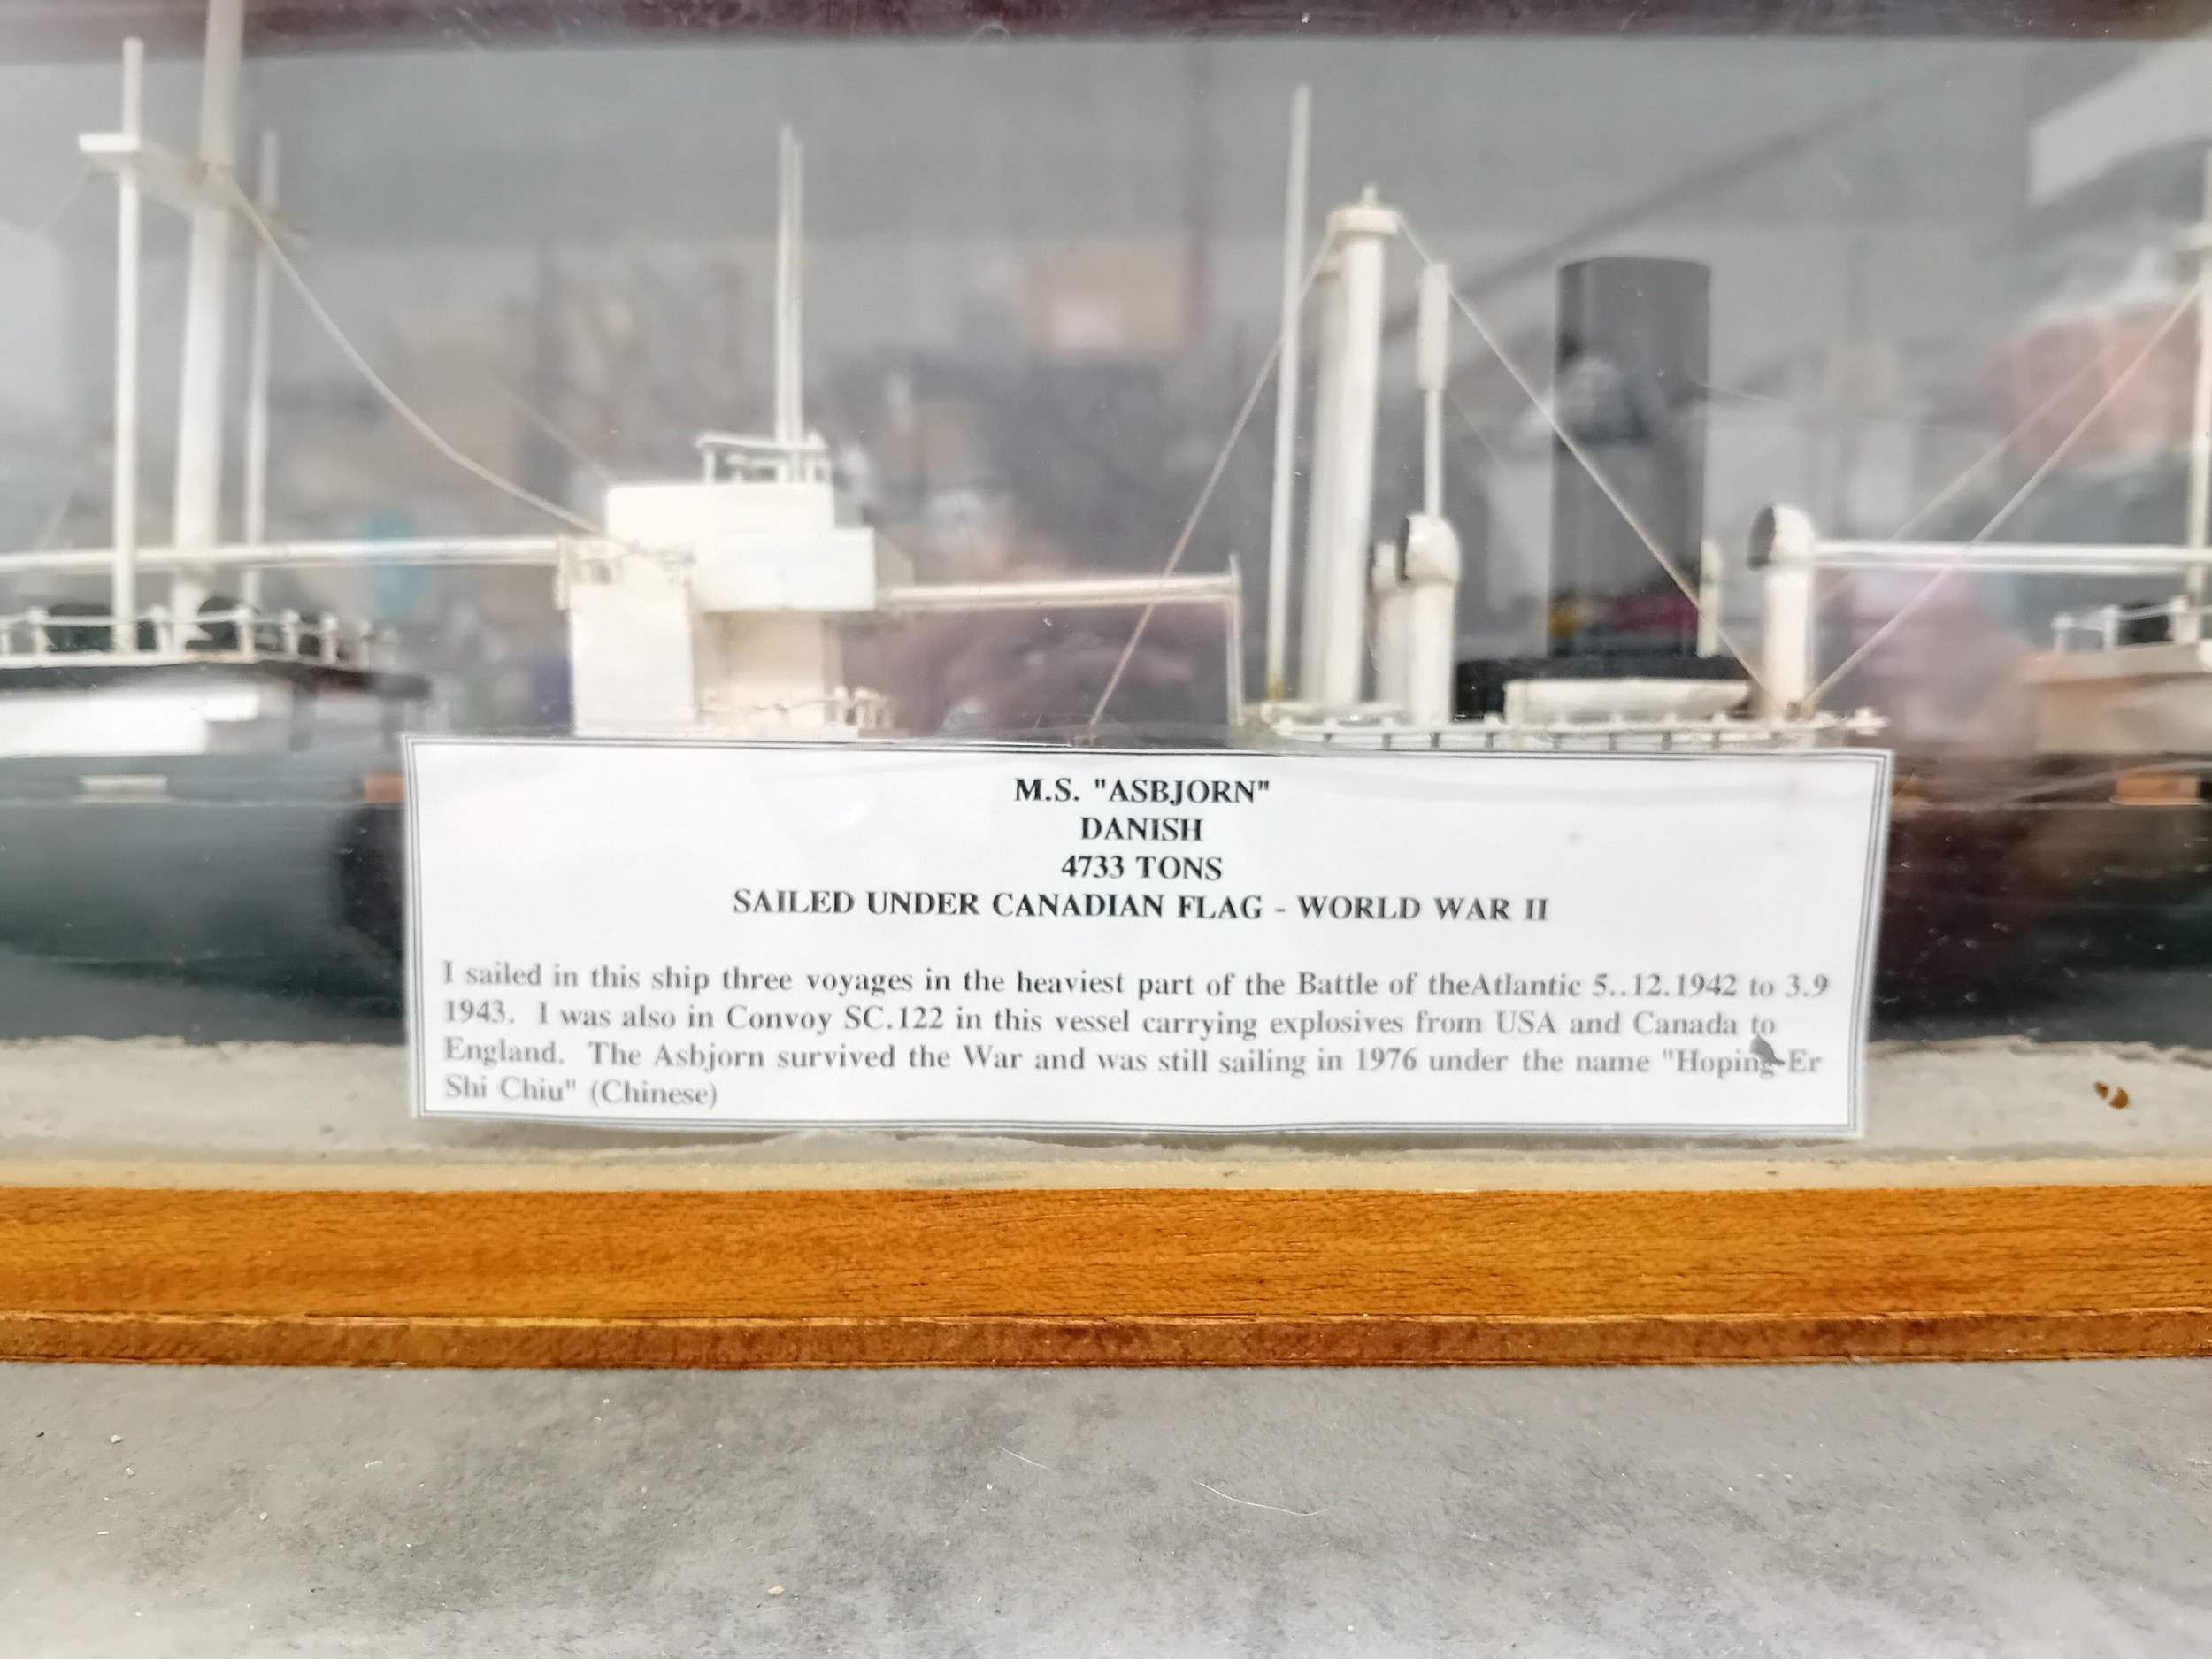 M.S. "ASBJORN"
DANISH
4733 TONS
SAILED UNDER CANADIAN FLAG - WORLD WAR II
I sailed in this ship three voyages in the heaviest part of the Battle of theAtlantic 5..12.1942 to 3.9
1943. I was also in Convoy SC.122 in this vessel carrying explosives from USA and Canada to
England. The Asbjorn survived the War and was still sailing in 1976 under the name "Hoping-Er
Shi Chiu" (Chinese)